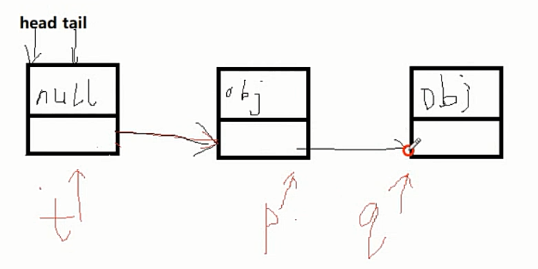 head tail
null obj obj
t p. q